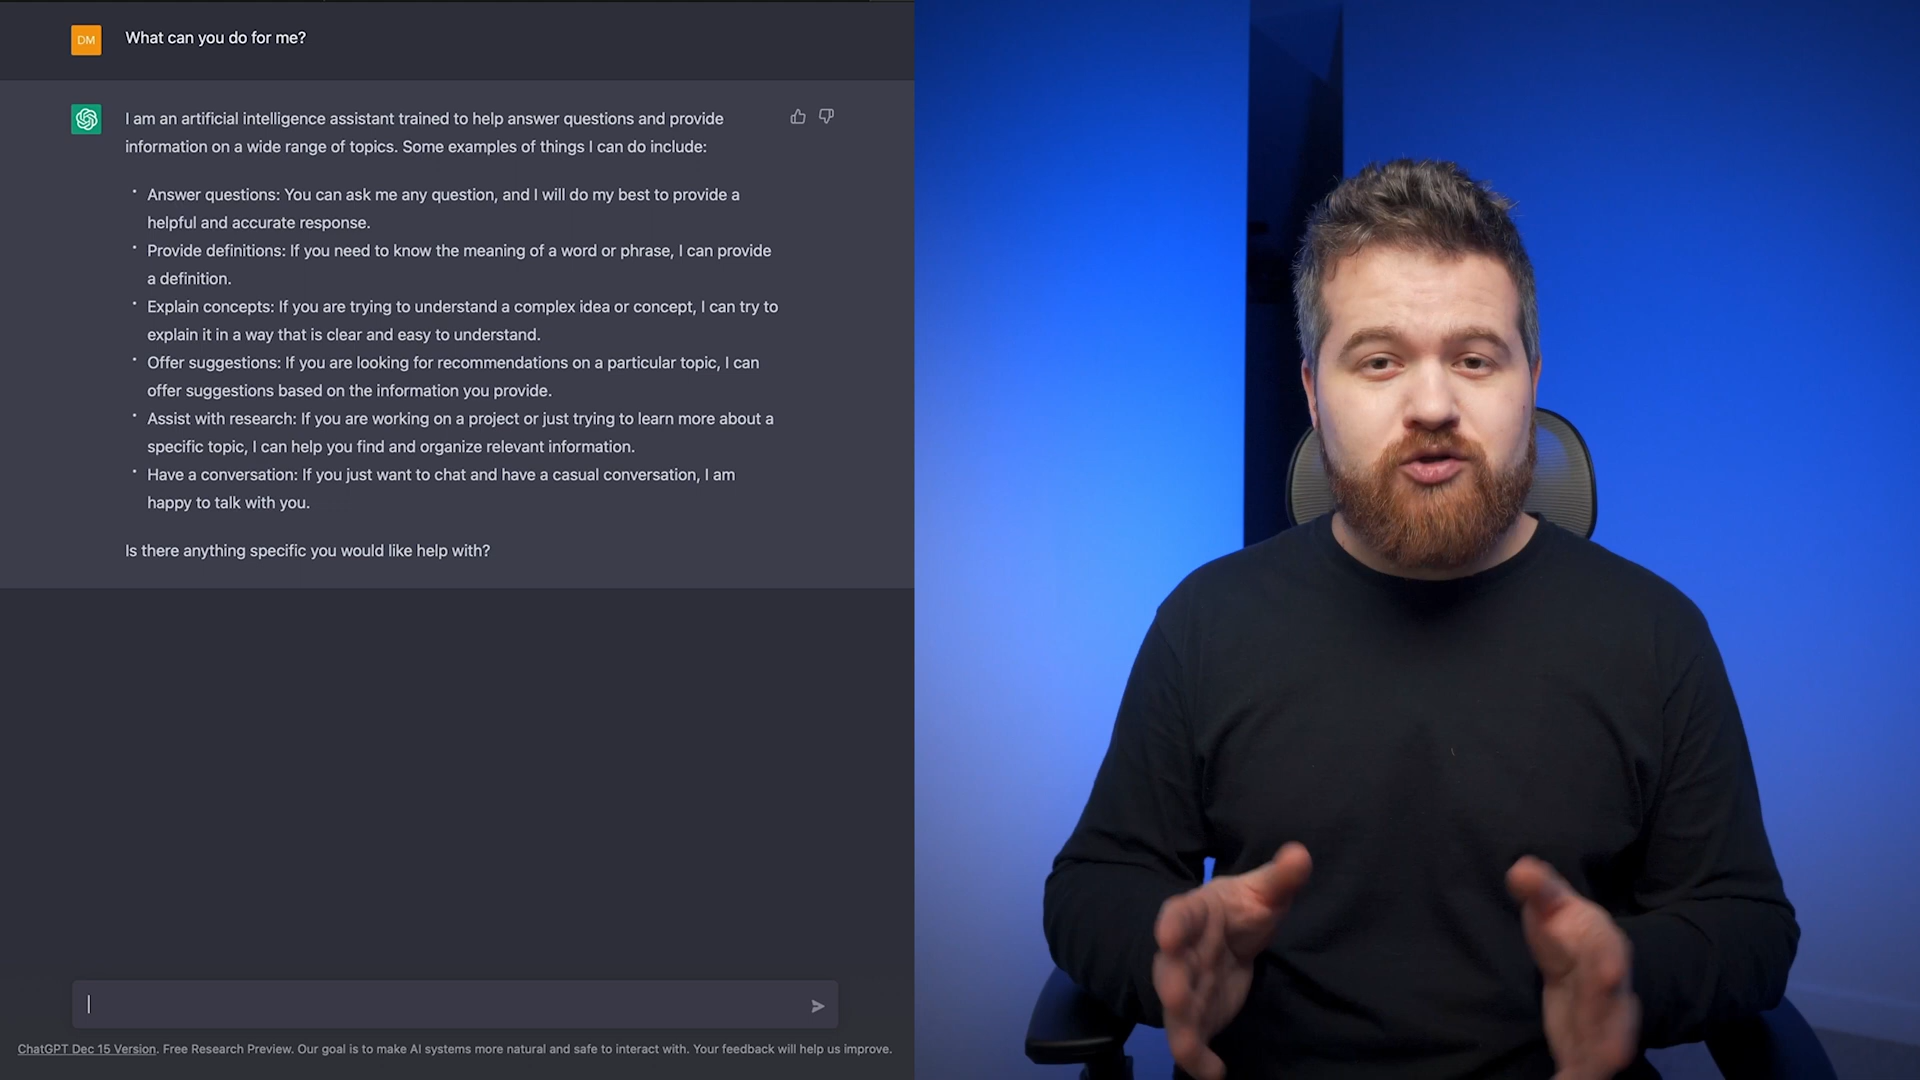 DM
What can you do for me?
I am an artificial intelligence assistant trained to help answer questions and provide
information on a wide range of topics. Some examples of things I can do include:
· Answer questions: You can ask me any question, and I will do my best to provide a
helpful and accurate response.
· Provide definitions: If you need to know the meaning of a word or phrase, I can provide
a definition.
· Explain concepts: If you are trying to understand a complex idea or concept, I can try to
explain it in a way that is clear and easy to understand.
· Offer suggestions: If you are looking for recommendations on a particular topic, I can
offer suggestions based on the information you provide.
· Assist with research: If you are working on a project or just trying to learn more about a
specific topic, I can help you find and organize relevant information.
· Have a conversation: If you just want to chat and have a casual conversation, I am
happy to talk with you.
Is there anything specific you would like help with?
ChatGPT Dec 15 Version. Free Research Preview. Our goal is to make AI systems more natural and safe to interact with. Your feedback will help us improve.